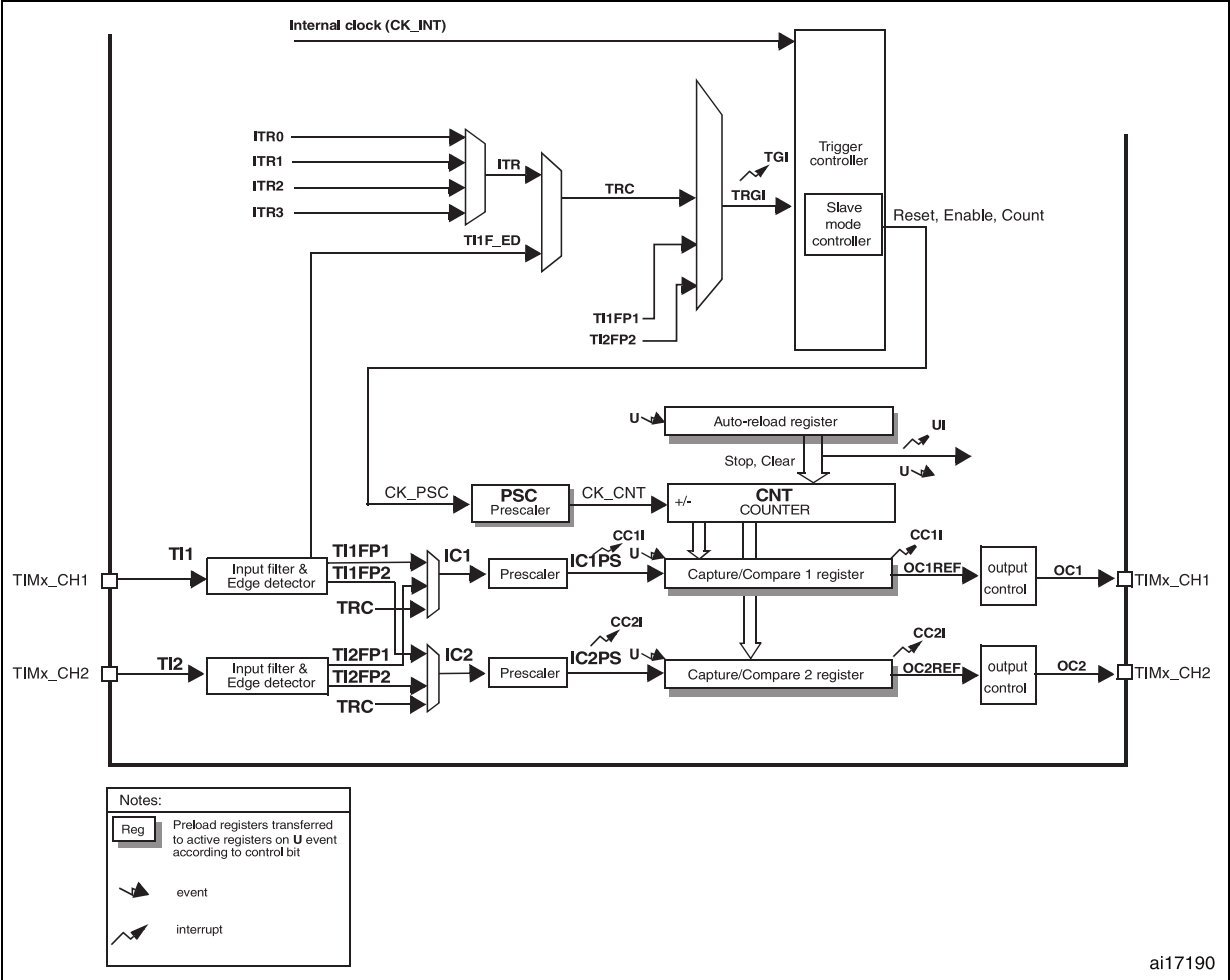 Internal clock (CK_INT)
ITR0
ITR1
ITR2
ITR3
ITR
TI1F_ED
TRC
TI1FP1
TI2FP2
TGI
TRGI
Trigger
controller
Slave
mode
controller
Reset, Enable, Count
U
Auto-reload register
UI
U
Stop, Clear
CK_PSC
PSC
Prescaler
CK_CNT
+/-
CNT
COUNTER
TIMx_CH1
TI1
Input filter &
Edge detector
TI1FP1
TI1FP2
TRC
IC1
Prescaler
IC1PS
CC1I
U
Capture/Compare 1 register
CC1I
OC1REF
output
control
OC1
TIMx_CH1
TIMx_CH2
TI2
Input filter &
Edge detector
TI2FP1
TI2FP2
TRC
IC2
Prescaler
IC2PS
CC2I
U
Capture/Compare 2 register
CC2I
OC2REF
output
control
OC2
TIMx_CH2
Notes:
Reg
Preload registers transferred
to active registers on U event
according to control bit
event
interrupt
ai17190